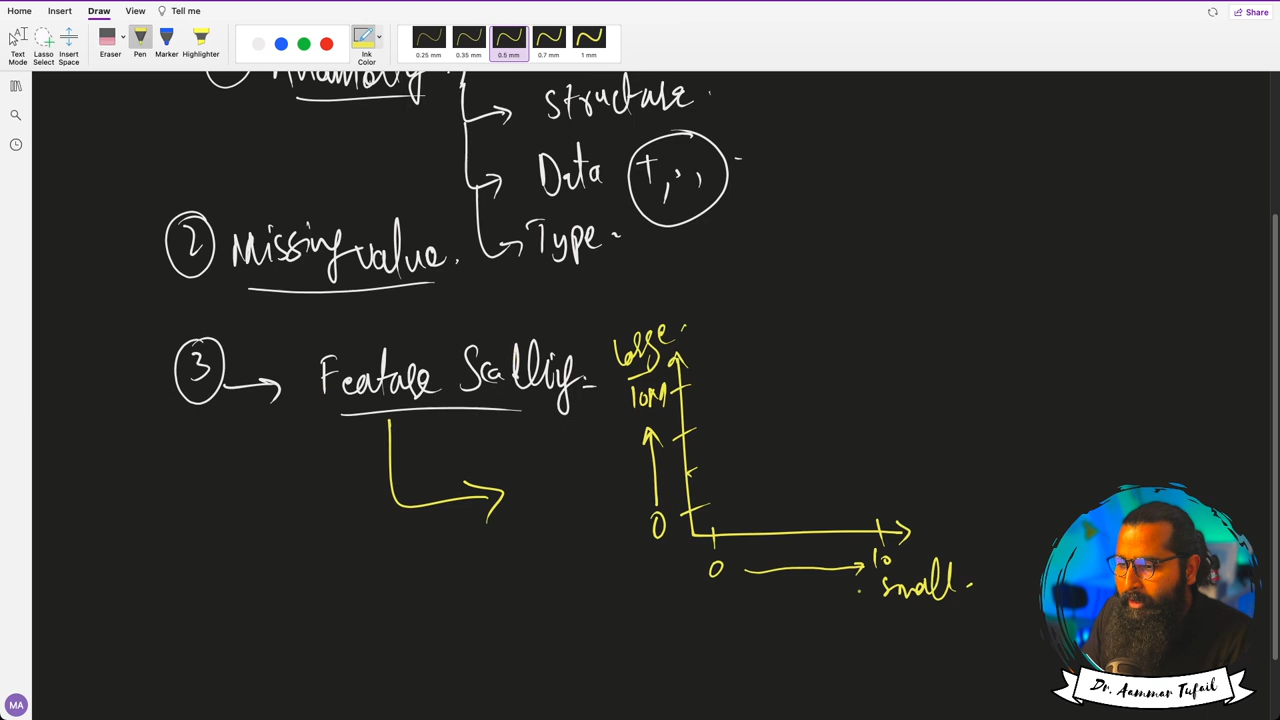 Home Insert Draw View Tell me Share
Text Mode Lasso Select Insert Space Eraser Pen Marker Highlighter Ink Color 0.25 mm 0.35 mm 0.5 mm 0.7 mm 1 mm
structure.
Data +, ., ,
Type.
2 Missing value.
Large.
3 Feature Scalling
10M
0
0 10
small.
MA
Dr. Aammar Tufail